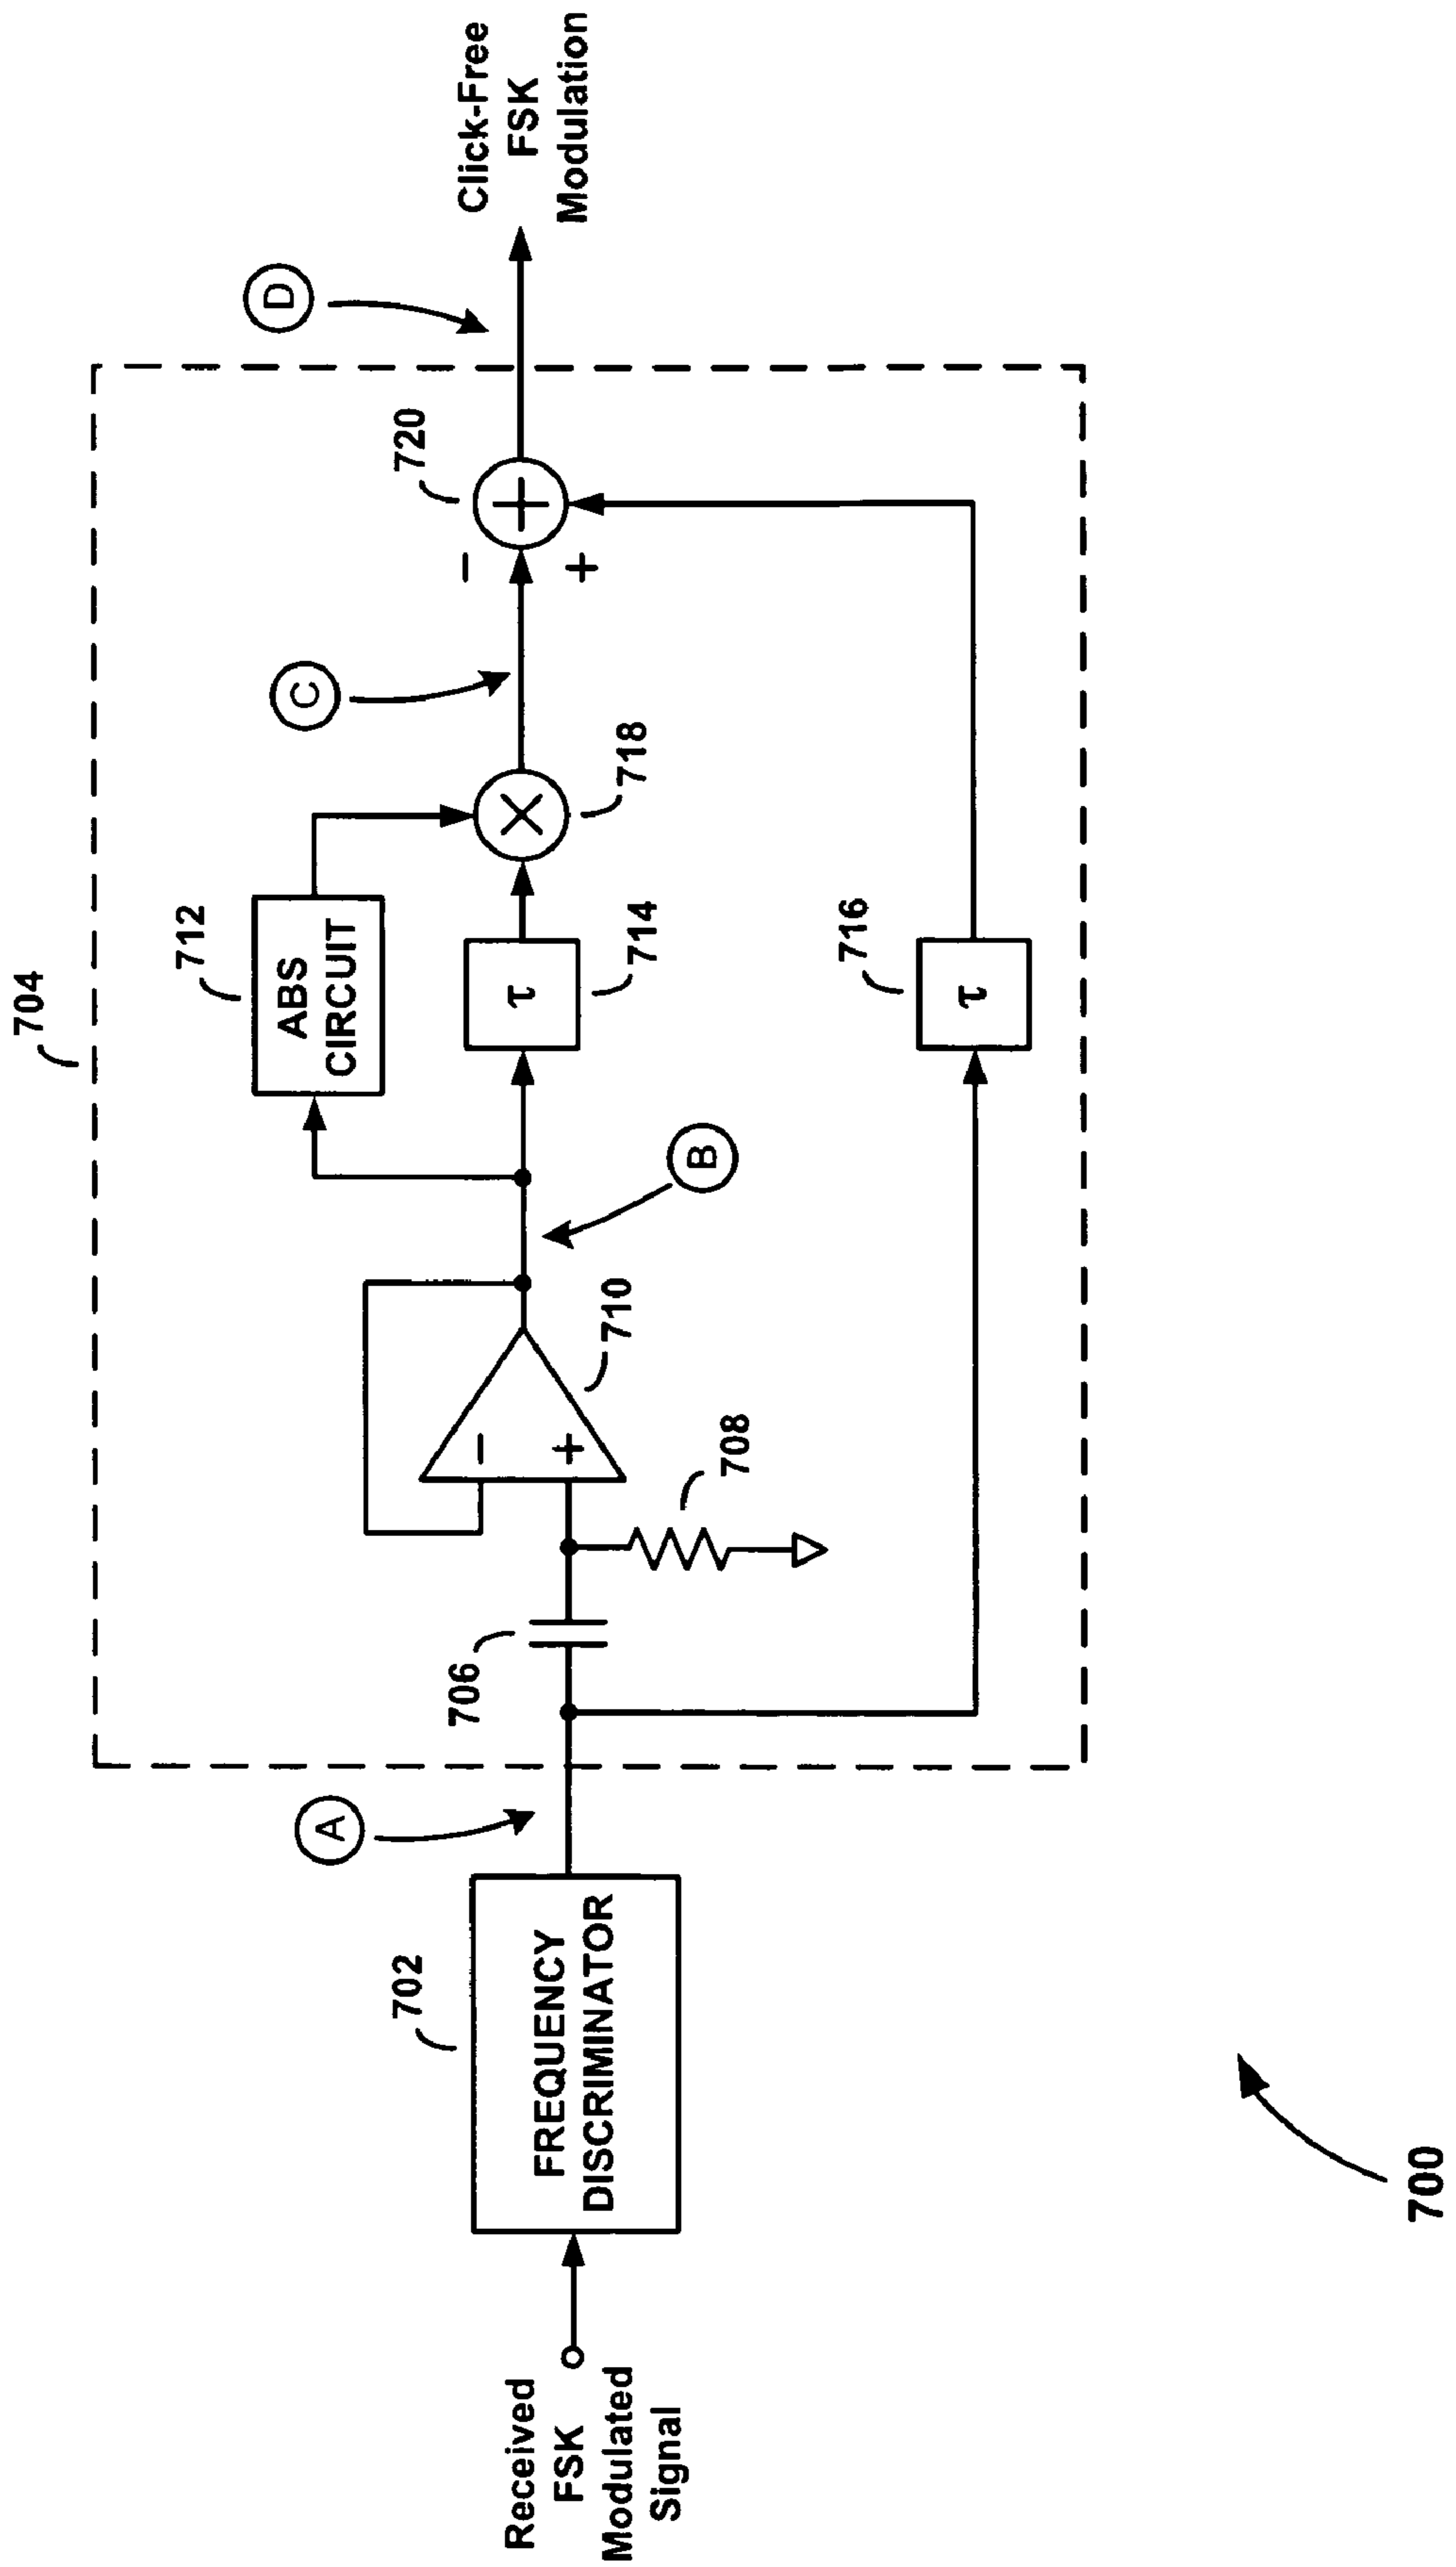 704
712
ABS
CIRCUIT
C
720
D
Click-Free
FSK
Modulation
702
A
706
-
+
710
708
B
τ
714
718
-
+
716
τ
Received
FSK
Modulated
Signal
FREQUENCY
DISCRIMINATOR
700